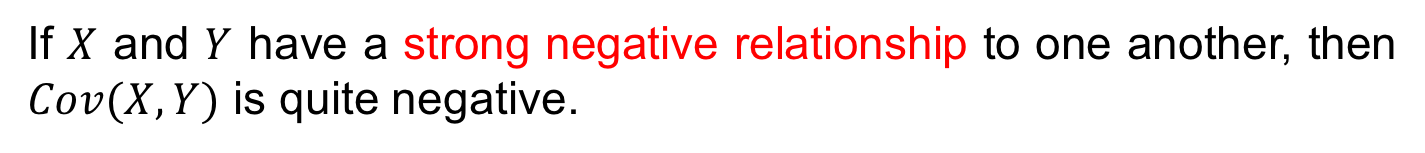 If X and Y have a strong negative relationship to one another, then
Cov(X,Y) is quite negative.